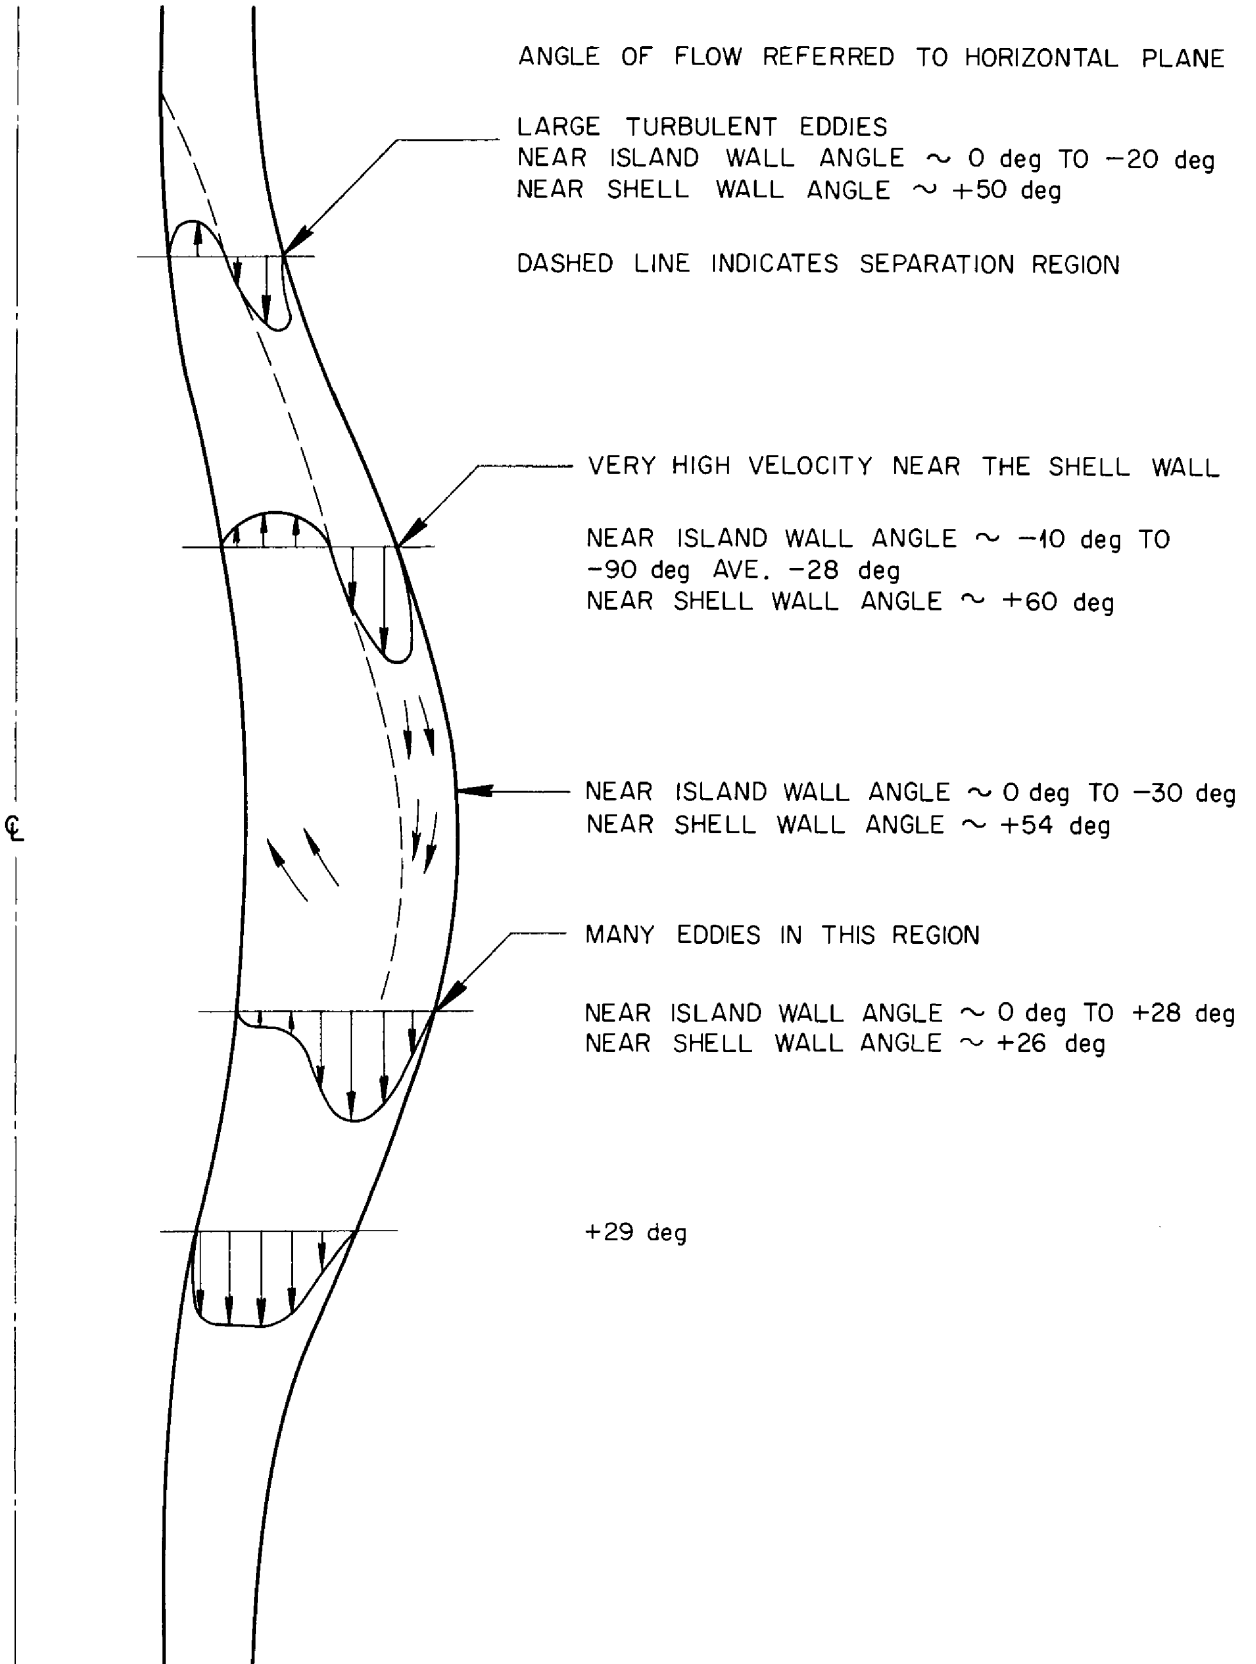 ANGLE OF FLOW REFERRED TO HORIZONTAL PLANE
LARGE TURBULENT EDDIES
NEAR ISLAND WALL ANGLE ~ 0 deg TO -20 deg
NEAR SHELL WALL ANGLE ~ +50 deg
DASHED LINE INDICATES SEPARATION REGION
VERY HIGH VELOCITY NEAR THE SHELL WALL
NEAR ISLAND WALL ANGLE ~ -10 deg TO
-90 deg AVE. -28 deg
NEAR SHELL WALL ANGLE ~ +60 deg
NEAR ISLAND WALL ANGLE ~ 0 deg TO -30 deg
NEAR SHELL WALL ANGLE ~ +54 deg
℄
MANY EDDIES IN THIS REGION
NEAR ISLAND WALL ANGLE ~ 0 deg TO +28 deg
NEAR SHELL WALL ANGLE ~ +26 deg
+29 deg